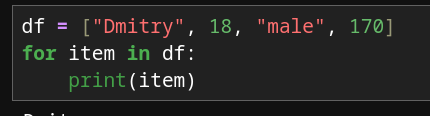 df = ["Dmitry", 18, "male", 170]
for item in df:
    print(item)